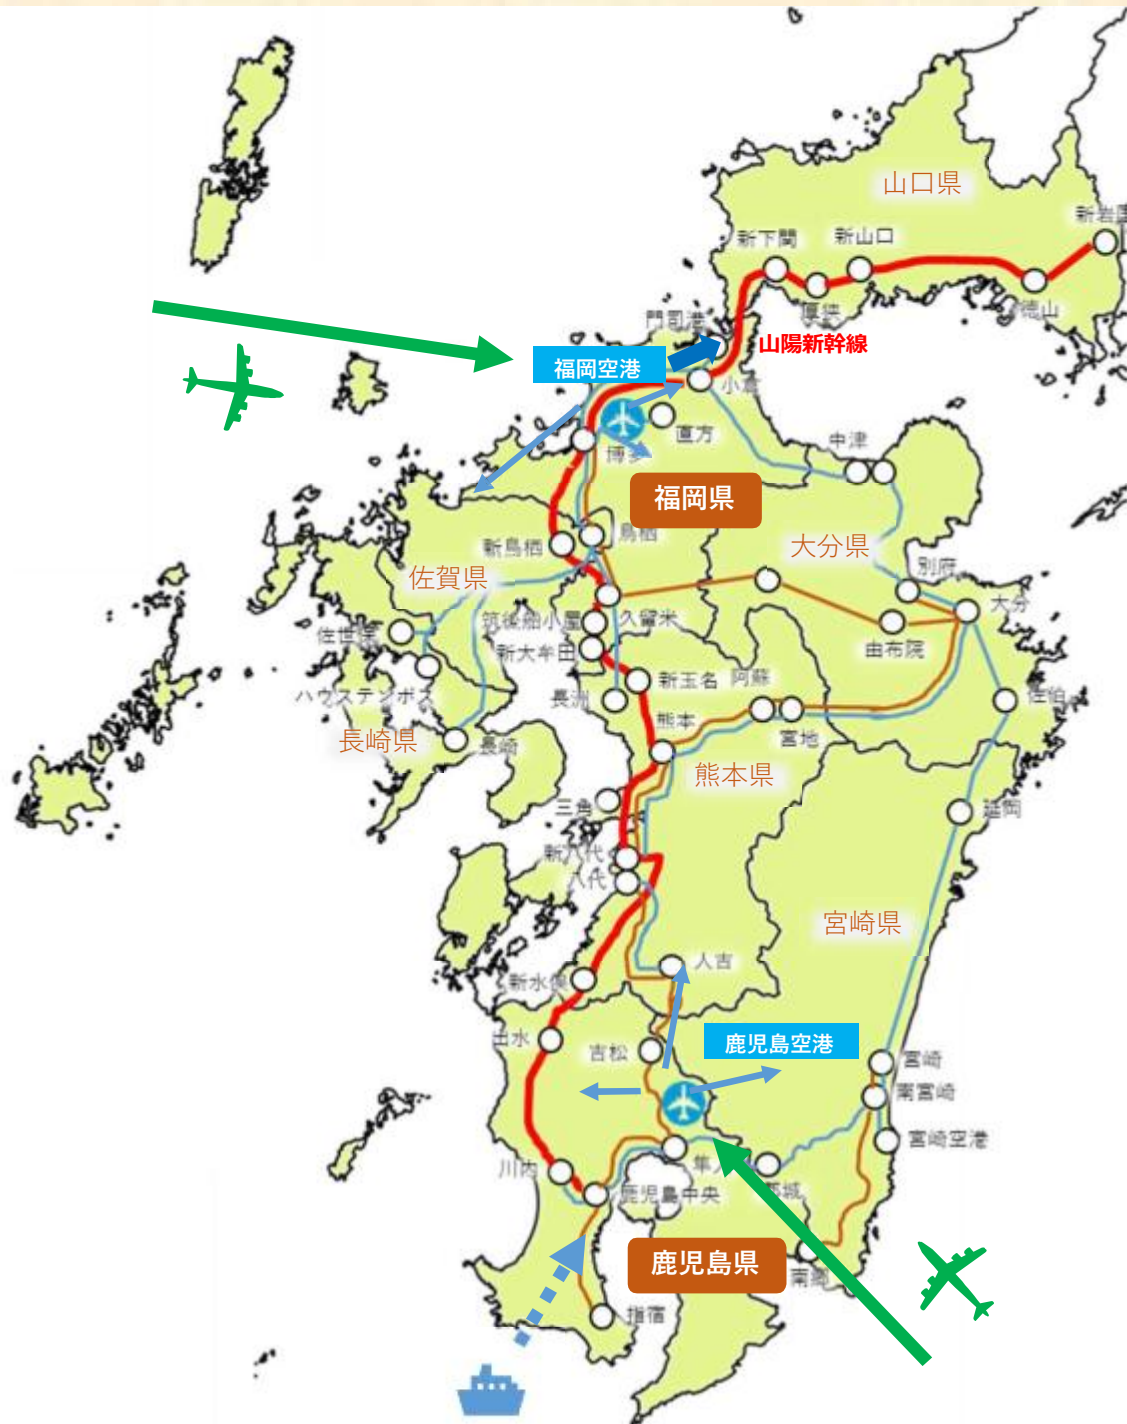 山口県
新岩国
新下関
新山口
厚狭
徳山
門司港
山陽新幹線
福岡空港
小倉
直方
博多
中津
福岡県
新鳥栖
鳥栖
大分県
佐賀県
別府
大分
佐世保
筑後船小屋
久留米
由布院
新大牟田
ハウステンボス
長洲
新玉名
阿蘇
佐伯
長崎県
長崎
熊本
宮地
熊本県
三角
延岡
新八代
八代
宮崎県
人吉
新水俣
出水
吉松
鹿児島空港
宮崎
南宮崎
宮崎空港
隼人
川内
都城
鹿児島中央
鹿児島県
南郷
指宿